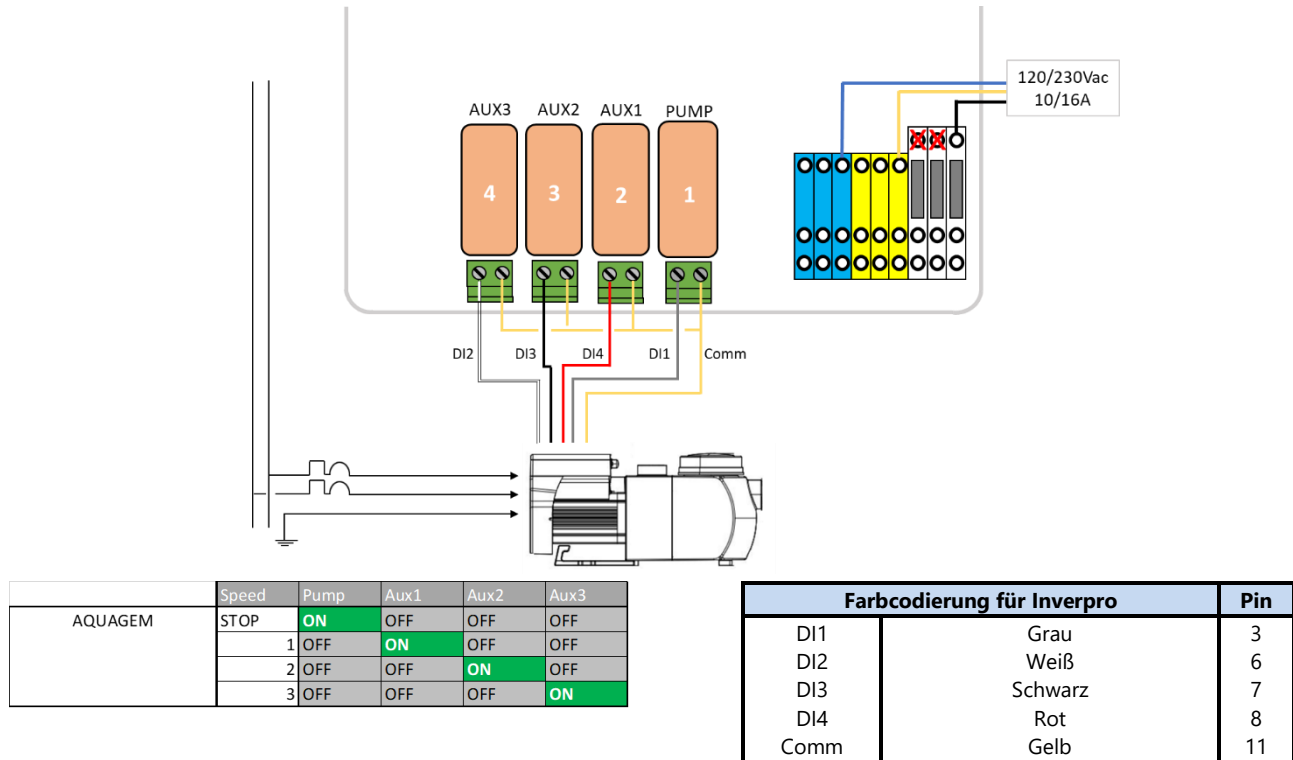 120/230Vac
10/16A
AUX3 AUX2 AUX1 PUMP
4 3 2 1
DI2 DI3 DI4 DI1 Comm
Speed Pump Aux1 Aux2 Aux3
AQUAGEM STOP ON OFF OFF OFF
1 OFF ON OFF OFF
2 OFF OFF ON OFF
3 OFF OFF OFF ON
Farbcodierung für Inverpro Pin
DI1 Grau 3
DI2 Weiß 6
DI3 Schwarz 7
DI4 Rot 8
Comm Gelb 11